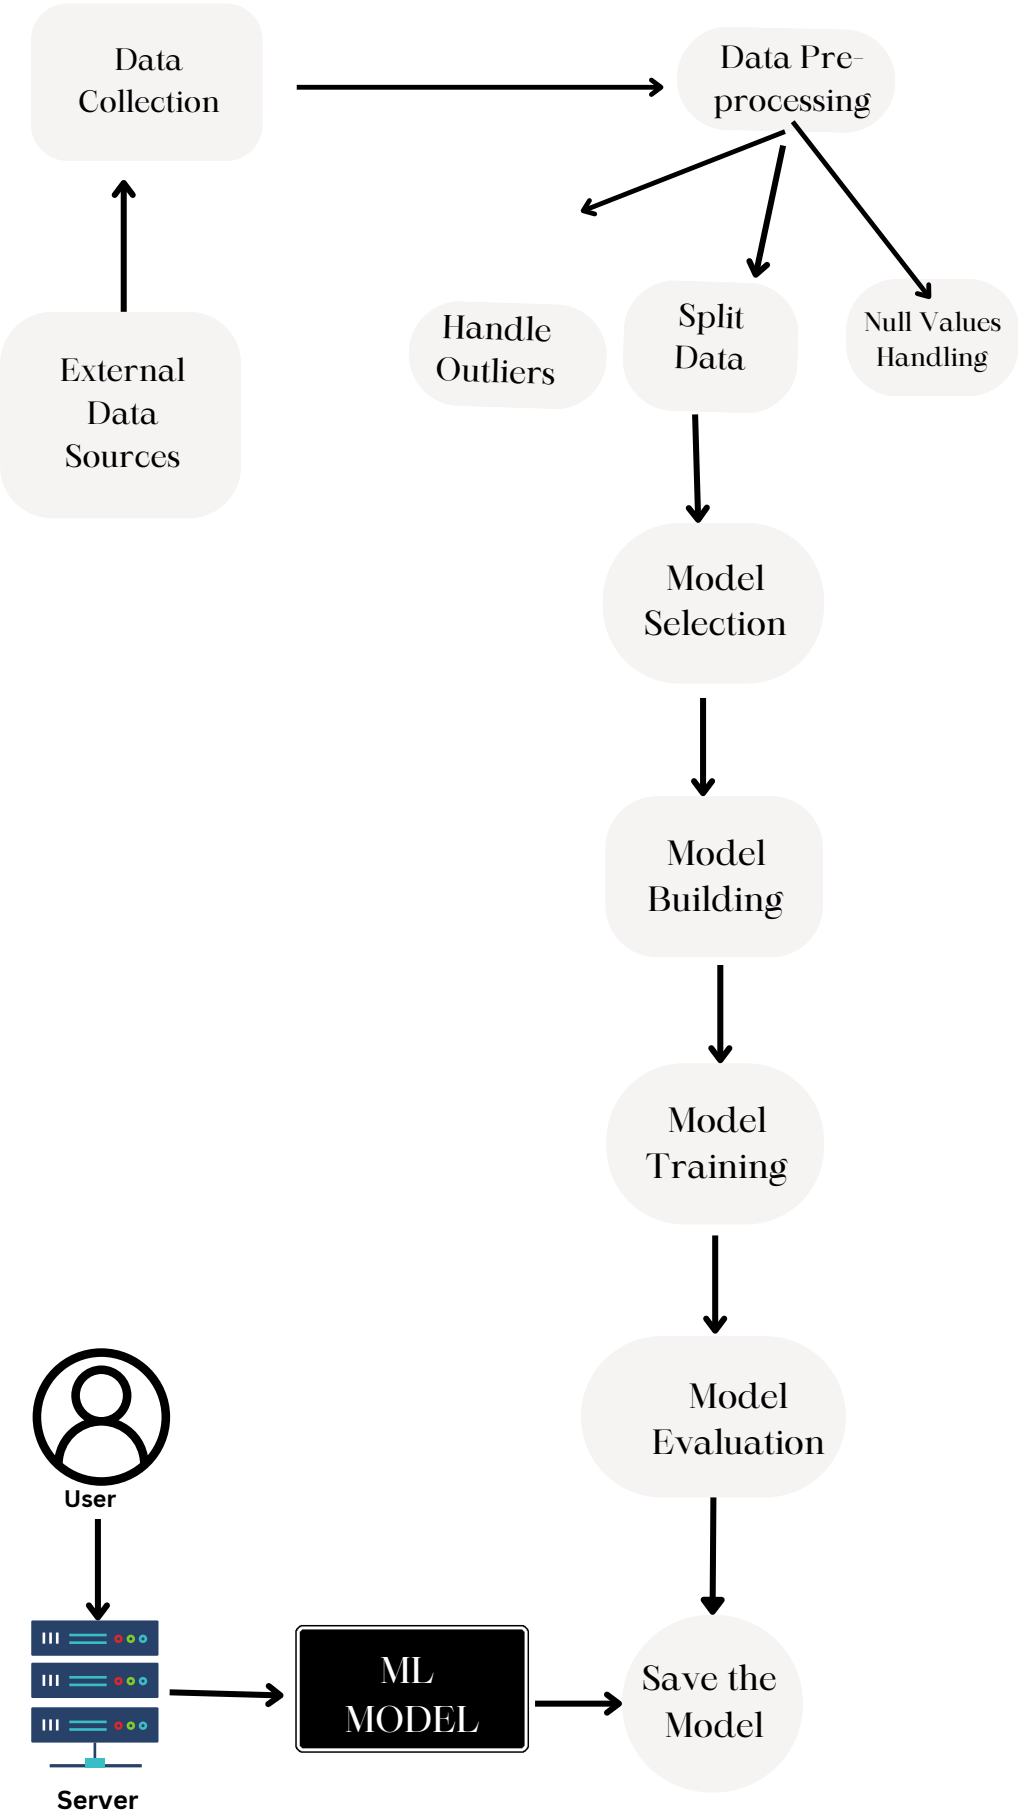 Data
Collection
Data Pre-
processing
External
Data
Sources
Handle
Outliers
Split
Data
Null Values
Handling
Model
Selection
Model
Building
Model
Training
Model
Evaluation
User
Server
ML
MODEL
Save the
Model